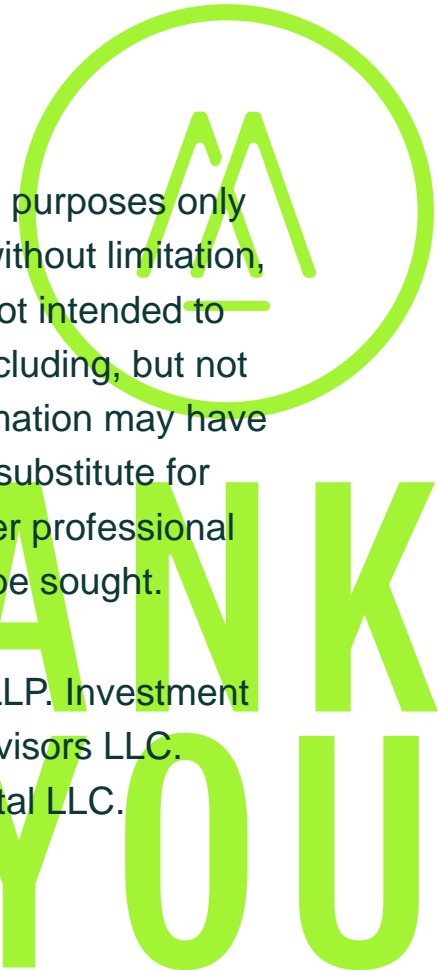 purposes only
without limitation,
ot intended to
cluding, but not
mation may have
substitute for
er professional
be sought.
LLP. Investment
visors LLC.
tal LLC.
ANK
YOU